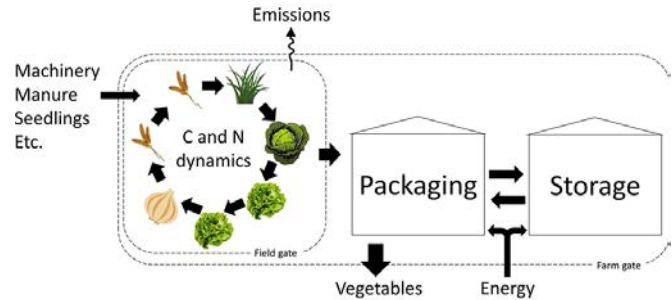 Emissions
Machinery
Manure
Seedlings
Etc.
C and N
dynamics
Packaging
Storage
Field gate
Farm gate
Vegetables
Energy